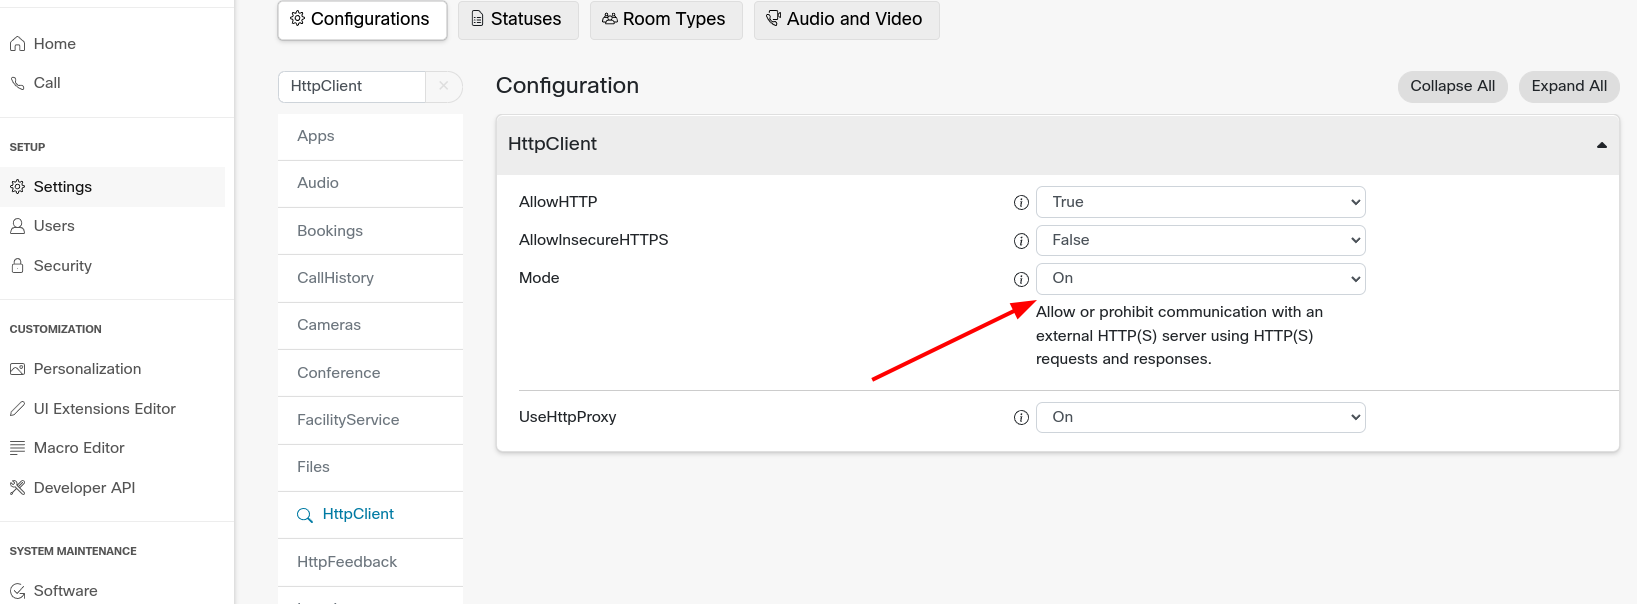 Configurations
Statuses
Room Types
Audio and Video
Home
Call
SETUP
Settings
Users
Security
CUSTOMIZATION
Personalization
UI Extensions Editor
Macro Editor
Developer API
SYSTEM MAINTENANCE
Software
HttpClient
Apps
Audio
Bookings
CallHistory
Cameras
Conference
FacilityService
Files
HttpClient
HttpFeedback
Configuration
Collapse All
Expand All
HttpClient
AllowHTTP
True
AllowInsecureHTTPS
False
Mode
On
Allow or prohibit communication with an
external HTTP(S) server using HTTP(S)
requests and responses.
UseHttpProxy
On